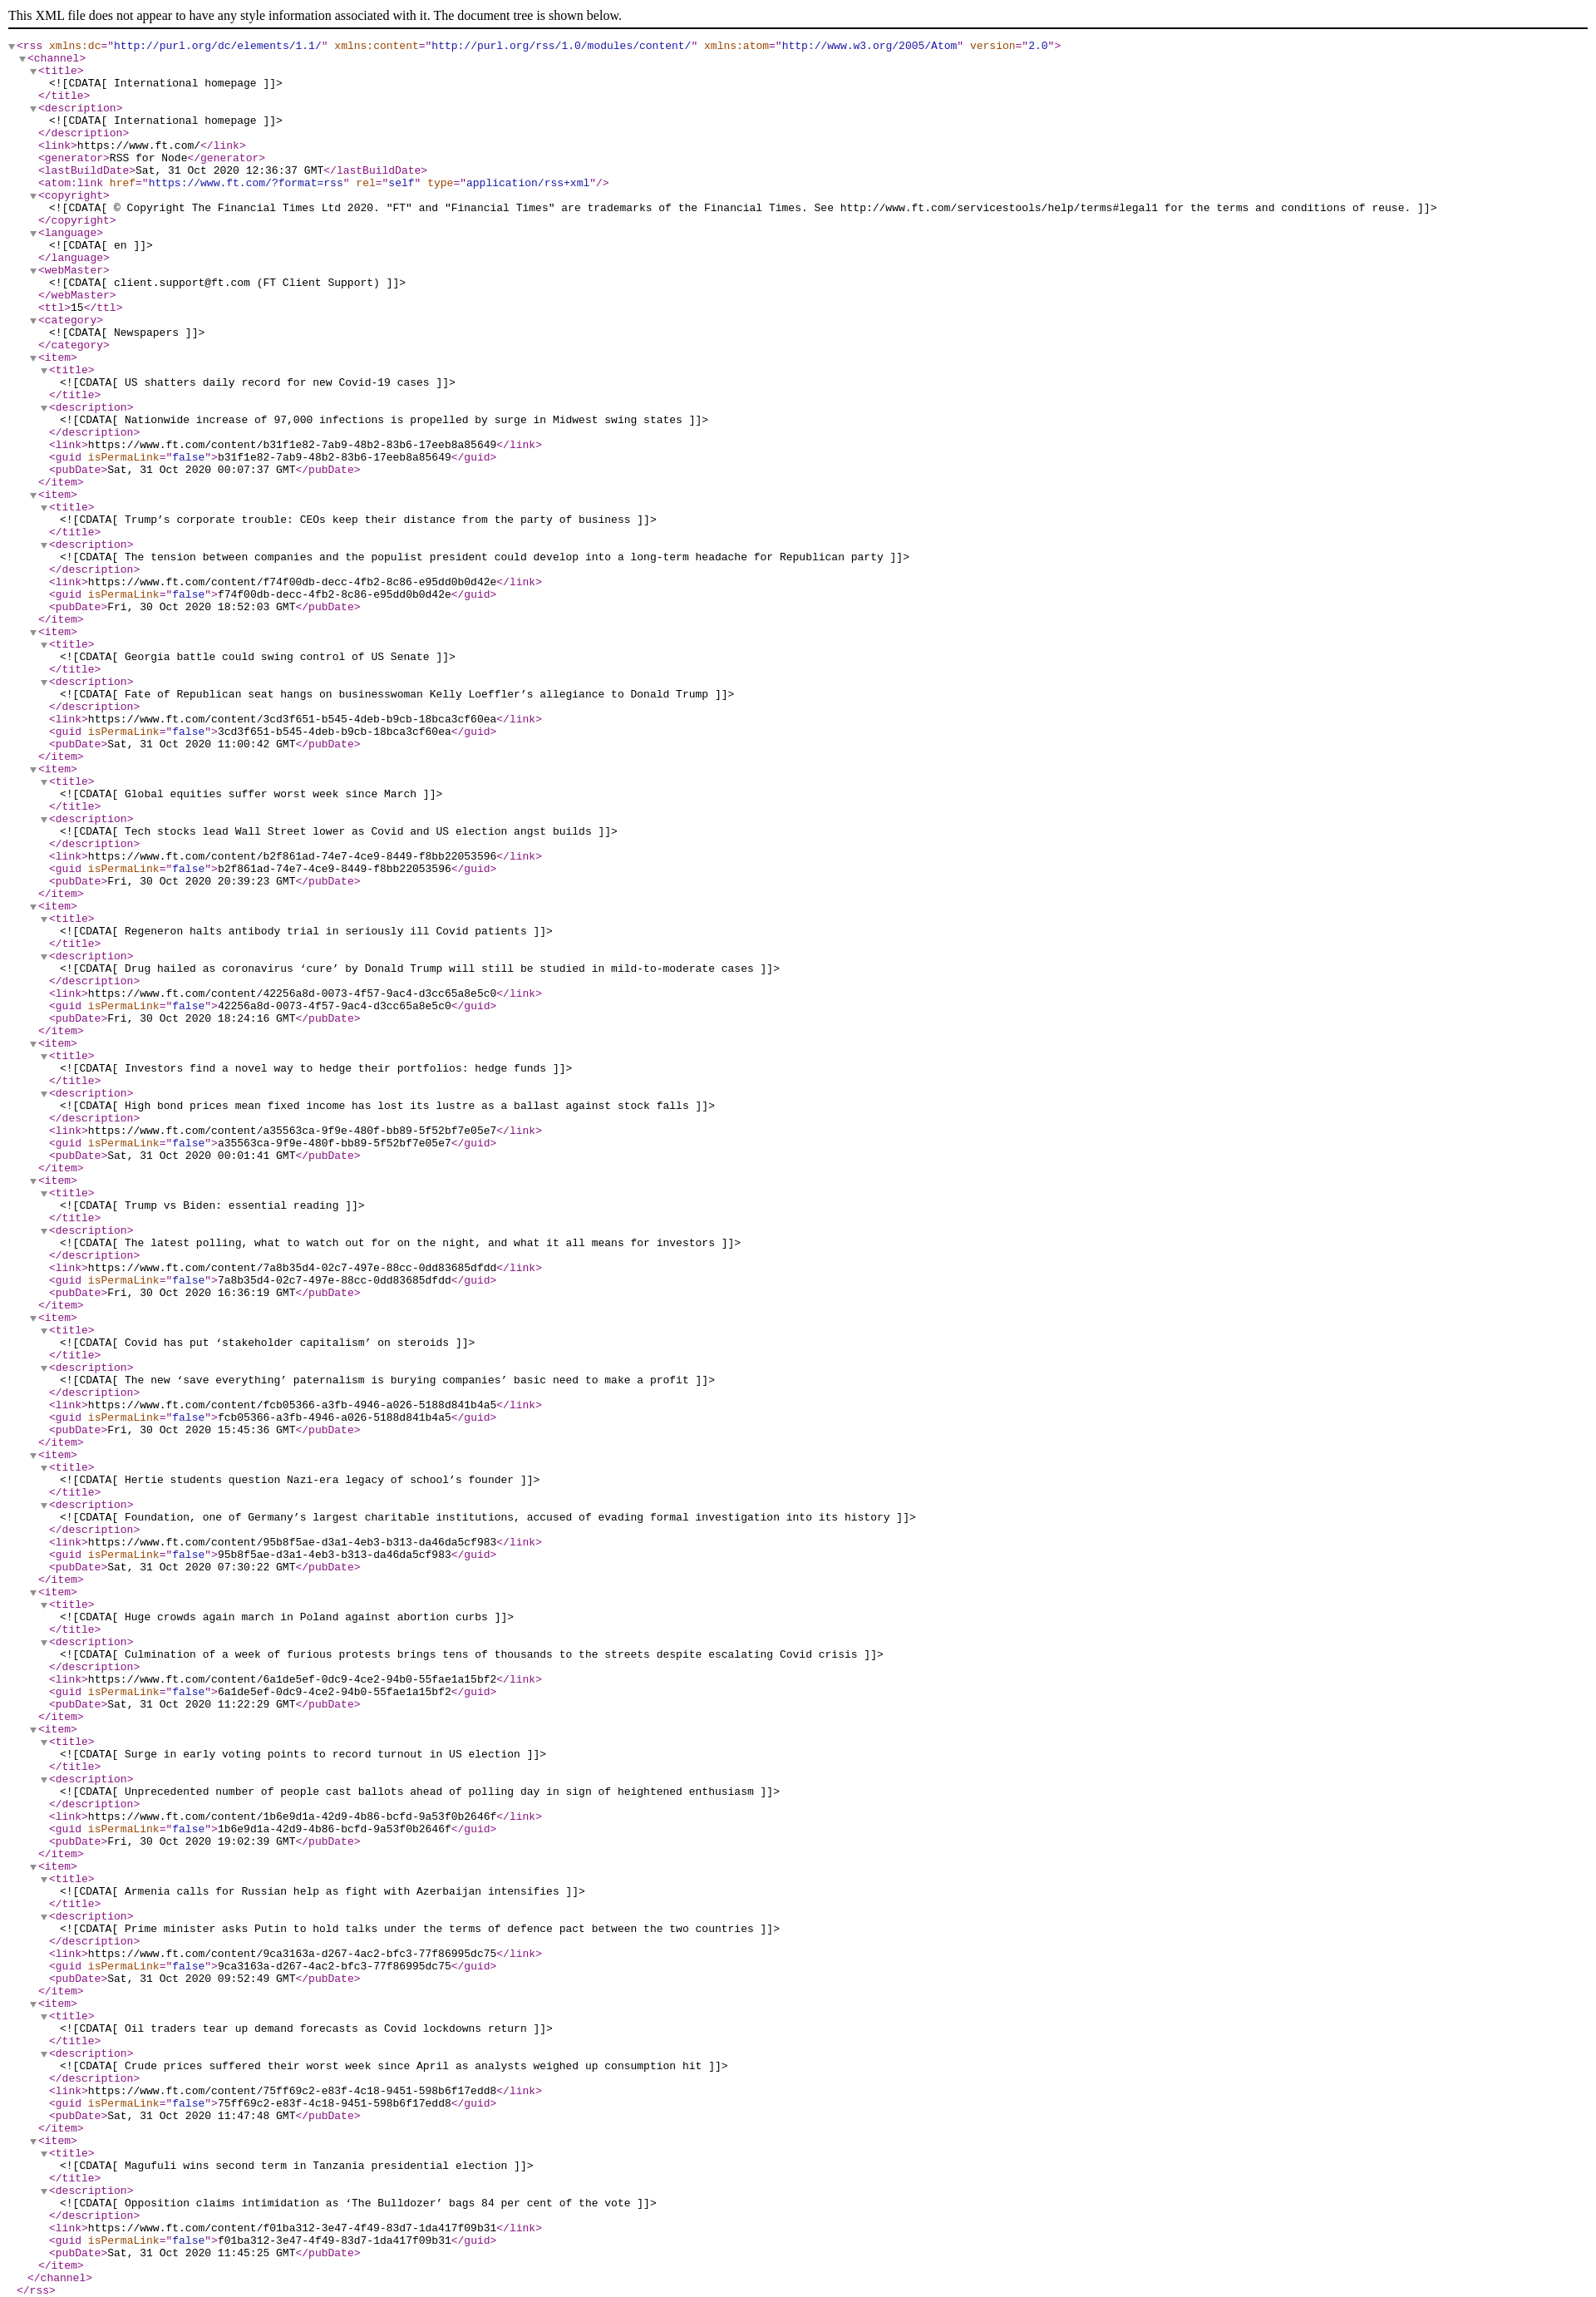 This XML file does not appear to have any style information associated with it. The document tree is shown below.
<rss xmlns:dc="http://purl.org/dc/elements/1.1/" xmlns:content="http://purl.org/rss/1.0/modules/content/" xmlns:atom="http://www.w3.org/2005/Atom" version="2.0">
<channel>
<title>
<![CDATA[ International homepage ]]>
</title>
<description>
<![CDATA[ International homepage ]]>
</description>
<link>https://www.ft.com/</link>
<generator>RSS for Node</generator>
<lastBuildDate>Sat, 31 Oct 2020 12:36:37 GMT</lastBuildDate>
<atom:link href="https://www.ft.com/?format=rss" rel="self" type="application/rss+xml"/>
<copyright>
<![CDATA[ © Copyright The Financial Times Ltd 2020. "FT" and "Financial Times" are trademarks of the Financial Times. See http://www.ft.com/servicestools/help/terms#legal1 for the terms and conditions of reuse. ]]>
</copyright>
<language>
<![CDATA[ en ]]>
</language>
<webMaster>
<![CDATA[ client.support@ft.com (FT Client Support) ]]>
</webMaster>
<ttl>15</ttl>
<category>
<![CDATA[ Newspapers ]]>
</category>
<item>
<title>
<![CDATA[ US shatters daily record for new Covid-19 cases ]]>
</title>
<description>
<![CDATA[ Nationwide increase of 97,000 infections is propelled by surge in Midwest swing states ]]>
</description>
<link>https://www.ft.com/content/b31f1e82-7ab9-48b2-83b6-17eeb8a85649</link>
<guid isPermaLink="false">b31f1e82-7ab9-48b2-83b6-17eeb8a85649</guid>
<pubDate>Sat, 31 Oct 2020 00:07:37 GMT</pubDate>
</item>
<item>
<title>
<![CDATA[ Trump’s corporate trouble: CEOs keep their distance from the party of business ]]>
</title>
<description>
<![CDATA[ The tension between companies and the populist president could develop into a long-term headache for Republican party ]]>
</description>
<link>https://www.ft.com/content/f74f00db-decc-4fb2-8c86-e95dd0b0d42e</link>
<guid isPermaLink="false">f74f00db-decc-4fb2-8c86-e95dd0b0d42e</guid>
<pubDate>Fri, 30 Oct 2020 18:52:03 GMT</pubDate>
</item>
<item>
<title>
<![CDATA[ Georgia battle could swing control of US Senate ]]>
</title>
<description>
<![CDATA[ Fate of Republican seat hangs on businesswoman Kelly Loeffler’s allegiance to Donald Trump ]]>
</description>
<link>https://www.ft.com/content/3cd3f651-b545-4deb-b9cb-18bca3cf60ea</link>
<guid isPermaLink="false">3cd3f651-b545-4deb-b9cb-18bca3cf60ea</guid>
<pubDate>Sat, 31 Oct 2020 11:00:42 GMT</pubDate>
</item>
<item>
<title>
<![CDATA[ Global equities suffer worst week since March ]]>
</title>
<description>
<![CDATA[ Tech stocks lead Wall Street lower as Covid and US election angst builds ]]>
</description>
<link>https://www.ft.com/content/b2f861ad-74e7-4ce9-8449-f8bb22053596</link>
<guid isPermaLink="false">b2f861ad-74e7-4ce9-8449-f8bb22053596</guid>
<pubDate>Fri, 30 Oct 2020 20:39:23 GMT</pubDate>
</item>
<item>
<title>
<![CDATA[ Regeneron halts antibody trial in seriously ill Covid patients ]]>
</title>
<description>
<![CDATA[ Drug hailed as coronavirus ‘cure’ by Donald Trump will still be studied in mild-to-moderate cases ]]>
</description>
<link>https://www.ft.com/content/42256a8d-0073-4f57-9ac4-d3cc65a8e5c0</link>
<guid isPermaLink="false">42256a8d-0073-4f57-9ac4-d3cc65a8e5c0</guid>
<pubDate>Fri, 30 Oct 2020 18:24:16 GMT</pubDate>
</item>
<item>
<title>
<![CDATA[ Investors find a novel way to hedge their portfolios: hedge funds ]]>
</title>
<description>
<![CDATA[ High bond prices mean fixed income has lost its lustre as a ballast against stock falls ]]>
</description>
<link>https://www.ft.com/content/a35563ca-9f9e-480f-bb89-5f52bf7e05e7</link>
<guid isPermaLink="false">a35563ca-9f9e-480f-bb89-5f52bf7e05e7</guid>
<pubDate>Sat, 31 Oct 2020 00:01:41 GMT</pubDate>
</item>
<item>
<title>
<![CDATA[ Trump vs Biden: essential reading ]]>
</title>
<description>
<![CDATA[ The latest polling, what to watch out for on the night, and what it all means for investors ]]>
</description>
<link>https://www.ft.com/content/7a8b35d4-02c7-497e-88cc-0dd83685dfdd</link>
<guid isPermaLink="false">7a8b35d4-02c7-497e-88cc-0dd83685dfdd</guid>
<pubDate>Fri, 30 Oct 2020 16:36:19 GMT</pubDate>
</item>
<item>
<title>
<![CDATA[ Covid has put ‘stakeholder capitalism’ on steroids ]]>
</title>
<description>
<![CDATA[ The new ‘save everything’ paternalism is burying companies’ basic need to make a profit ]]>
</description>
<link>https://www.ft.com/content/fcb05366-a3fb-4946-a026-5188d841b4a5</link>
<guid isPermaLink="false">fcb05366-a3fb-4946-a026-5188d841b4a5</guid>
<pubDate>Fri, 30 Oct 2020 15:45:36 GMT</pubDate>
</item>
<item>
<title>
<![CDATA[ Hertie students question Nazi-era legacy of school’s founder ]]>
</title>
<description>
<![CDATA[ Foundation, one of Germany’s largest charitable institutions, accused of evading formal investigation into its history ]]>
</description>
<link>https://www.ft.com/content/95b8f5ae-d3a1-4eb3-b313-da46da5cf983</link>
<guid isPermaLink="false">95b8f5ae-d3a1-4eb3-b313-da46da5cf983</guid>
<pubDate>Sat, 31 Oct 2020 07:30:22 GMT</pubDate>
</item>
<item>
<title>
<![CDATA[ Huge crowds again march in Poland against abortion curbs ]]>
</title>
<description>
<![CDATA[ Culmination of a week of furious protests brings tens of thousands to the streets despite escalating Covid crisis ]]>
</description>
<link>https://www.ft.com/content/6a1de5ef-0dc9-4ce2-94b0-55fae1a15bf2</link>
<guid isPermaLink="false">6a1de5ef-0dc9-4ce2-94b0-55fae1a15bf2</guid>
<pubDate>Sat, 31 Oct 2020 11:22:29 GMT</pubDate>
</item>
<item>
<title>
<![CDATA[ Surge in early voting points to record turnout in US election ]]>
</title>
<description>
<![CDATA[ Unprecedented number of people cast ballots ahead of polling day in sign of heightened enthusiasm ]]>
</description>
<link>https://www.ft.com/content/1b6e9d1a-42d9-4b86-bcfd-9a53f0b2646f</link>
<guid isPermaLink="false">1b6e9d1a-42d9-4b86-bcfd-9a53f0b2646f</guid>
<pubDate>Fri, 30 Oct 2020 19:02:39 GMT</pubDate>
</item>
<item>
<title>
<![CDATA[ Armenia calls for Russian help as fight with Azerbaijan intensifies ]]>
</title>
<description>
<![CDATA[ Prime minister asks Putin to hold talks under the terms of defence pact between the two countries ]]>
</description>
<link>https://www.ft.com/content/9ca3163a-d267-4ac2-bfc3-77f86995dc75</link>
<guid isPermaLink="false">9ca3163a-d267-4ac2-bfc3-77f86995dc75</guid>
<pubDate>Sat, 31 Oct 2020 09:52:49 GMT</pubDate>
</item>
<item>
<title>
<![CDATA[ Oil traders tear up demand forecasts as Covid lockdowns return ]]>
</title>
<description>
<![CDATA[ Crude prices suffered their worst week since April as analysts weighed up consumption hit ]]>
</description>
<link>https://www.ft.com/content/75ff69c2-e83f-4c18-9451-598b6f17edd8</link>
<guid isPermaLink="false">75ff69c2-e83f-4c18-9451-598b6f17edd8</guid>
<pubDate>Sat, 31 Oct 2020 11:47:48 GMT</pubDate>
</item>
<item>
<title>
<![CDATA[ Magufuli wins second term in Tanzania presidential election ]]>
</title>
<description>
<![CDATA[ Opposition claims intimidation as ‘The Bulldozer’ bags 84 per cent of the vote ]]>
</description>
<link>https://www.ft.com/content/f01ba312-3e47-4f49-83d7-1da417f09b31</link>
<guid isPermaLink="false">f01ba312-3e47-4f49-83d7-1da417f09b31</guid>
<pubDate>Sat, 31 Oct 2020 11:45:25 GMT</pubDate>
</item>
</channel>
</rss>